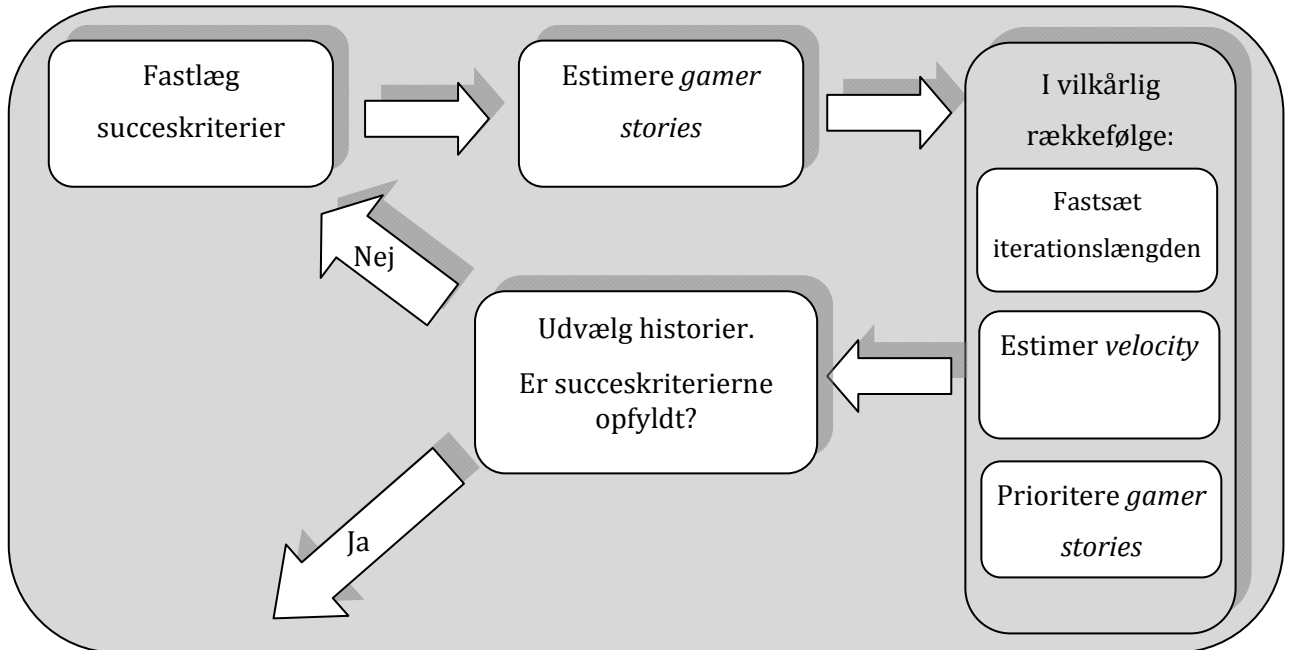 Fastlæg
succeskriterier
Estimere gamer
stories
I vilkårlig
rækkefølge:
Fastsæt
iterationslængden
Estimer velocity
Prioritere gamer
stories
Udvælg historier.
Er succeskriterierne
opfyldt?
Nej
Ja